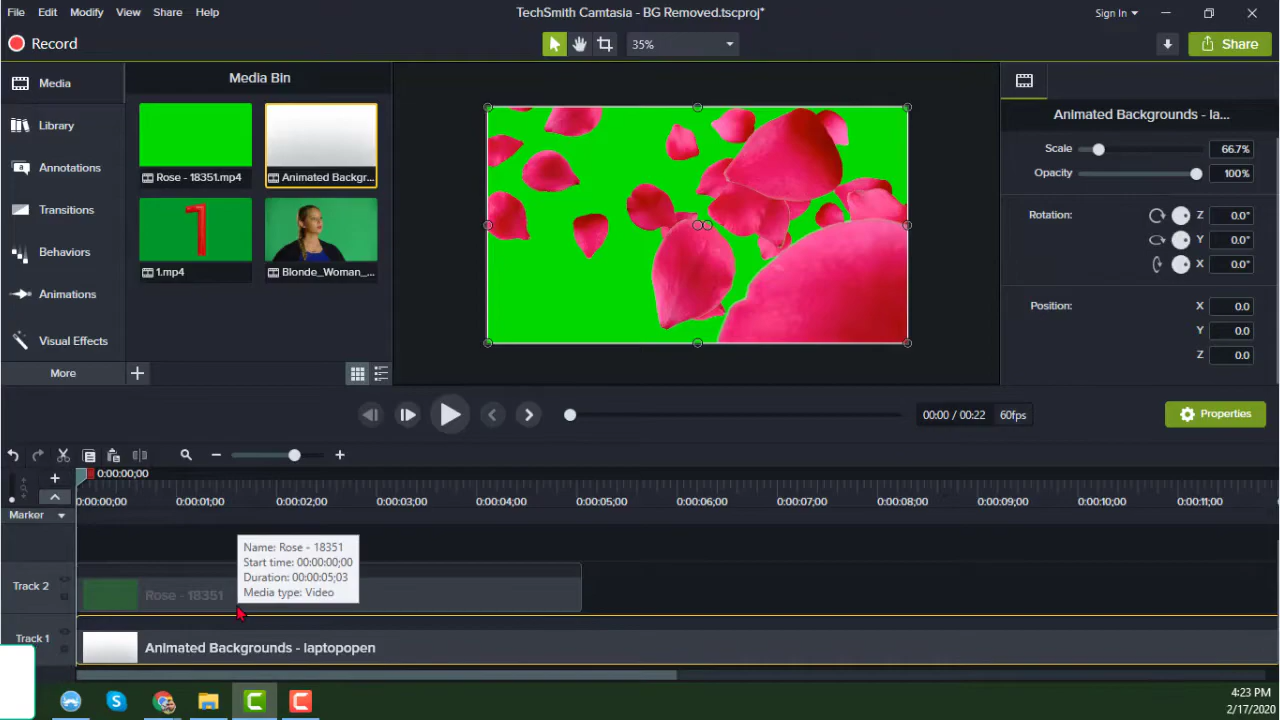 File Edit Modify View Share Help
TechSmith Camtasia - BG Removed.tscproj*
Sign In
Record
35%
Share
Media
Library
Annotations
Transitions
Behaviors
Animations
Visual Effects
More
Media Bin
Rose - 18351.mp4
Animated Backgr...
1.mp4
Blonde_Woman_...
Animated Backgrounds - la...
Scale 66.7%
Opacity 100%
Rotation: Z 0.0°
Y 0.0°
X 0.0°
Position: X 0.0
Y 0.0
Z 0.0
00:00 / 00:22 60fps
Properties
0:00:00;00
0:00:00;00 0:00:01;00 0:00:02;00 0:00:03;00 0:00:04;00 0:00:05;00 0:00:06;00 0:00:07;00 0:00:08;00 0:00:09;00 0:00:10;00 0:00:11;00
Marker
Name: Rose - 18351
Start time: 00:00:00;00
Duration: 00:00:05;03
Media type: Video
Track 2
Rose - 18351
Track 1
Animated Backgrounds - laptopopen
4:23 PM
2/17/2020